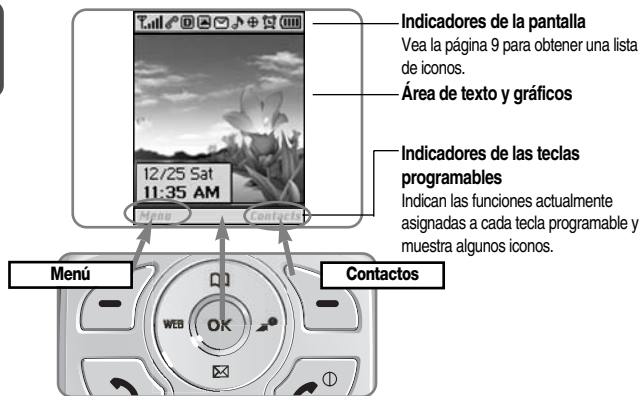 Indicadores de la pantalla
Vea la página 9 para obtener una lista
de iconos.
Área de texto y gráficos
12/25 Sat
11:35 AM
Indicadores de las teclas
programables
Indican las funciones actualmente
asignadas a cada tecla programable y
muestra algunos iconos.
Menu
Contacts
Menú
Contactos
WEB
OK